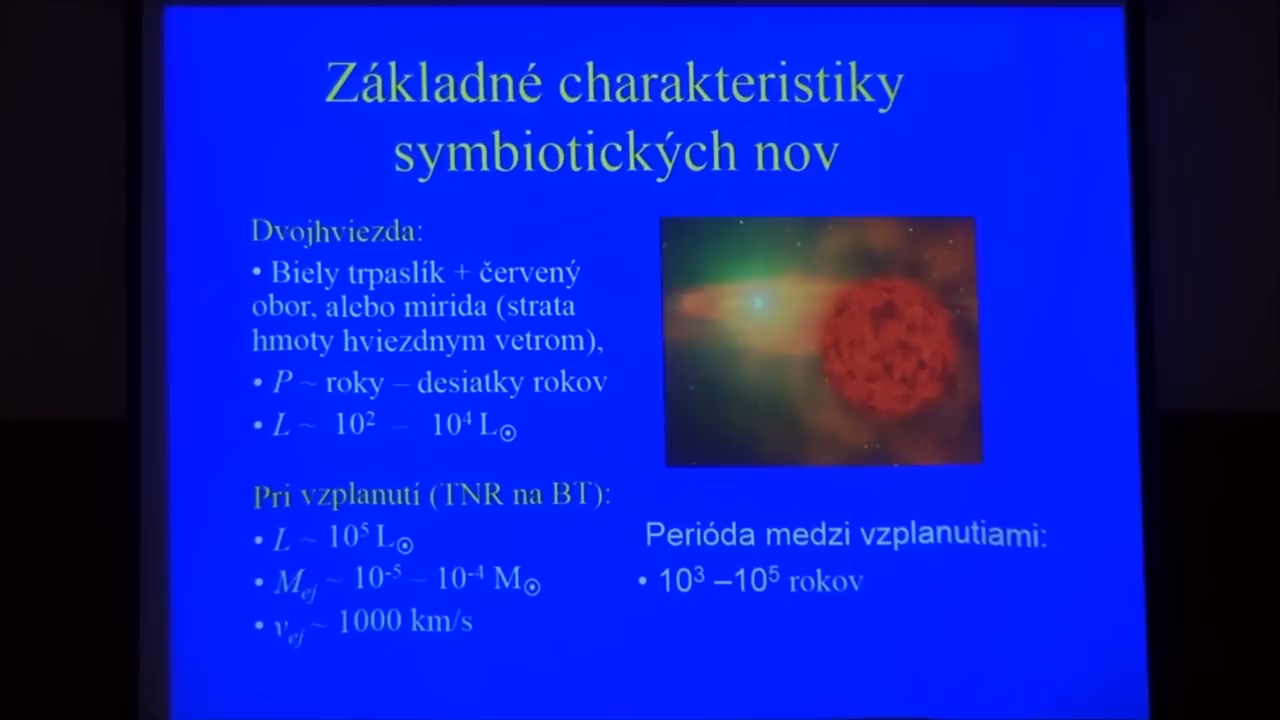 Základné charakteristiky
symbiotických nov
Dvojhviezda:
• Biely trpaslík + červený
obor, alebo mirida (strata
hmoty hviezdnym vetrom),
• P ~ roky – desiatky rokov
• L ~ 10² – 10⁴ L☉
Pri vzplanutí (TNR na BT):
• L ~ 10⁵ L☉
• Mej ~ 10⁻⁵ – 10⁻⁴ M☉
• vej ~ 1000 km/s
Perióda medzi vzplanutiami:
• 10³ –10⁵ rokov